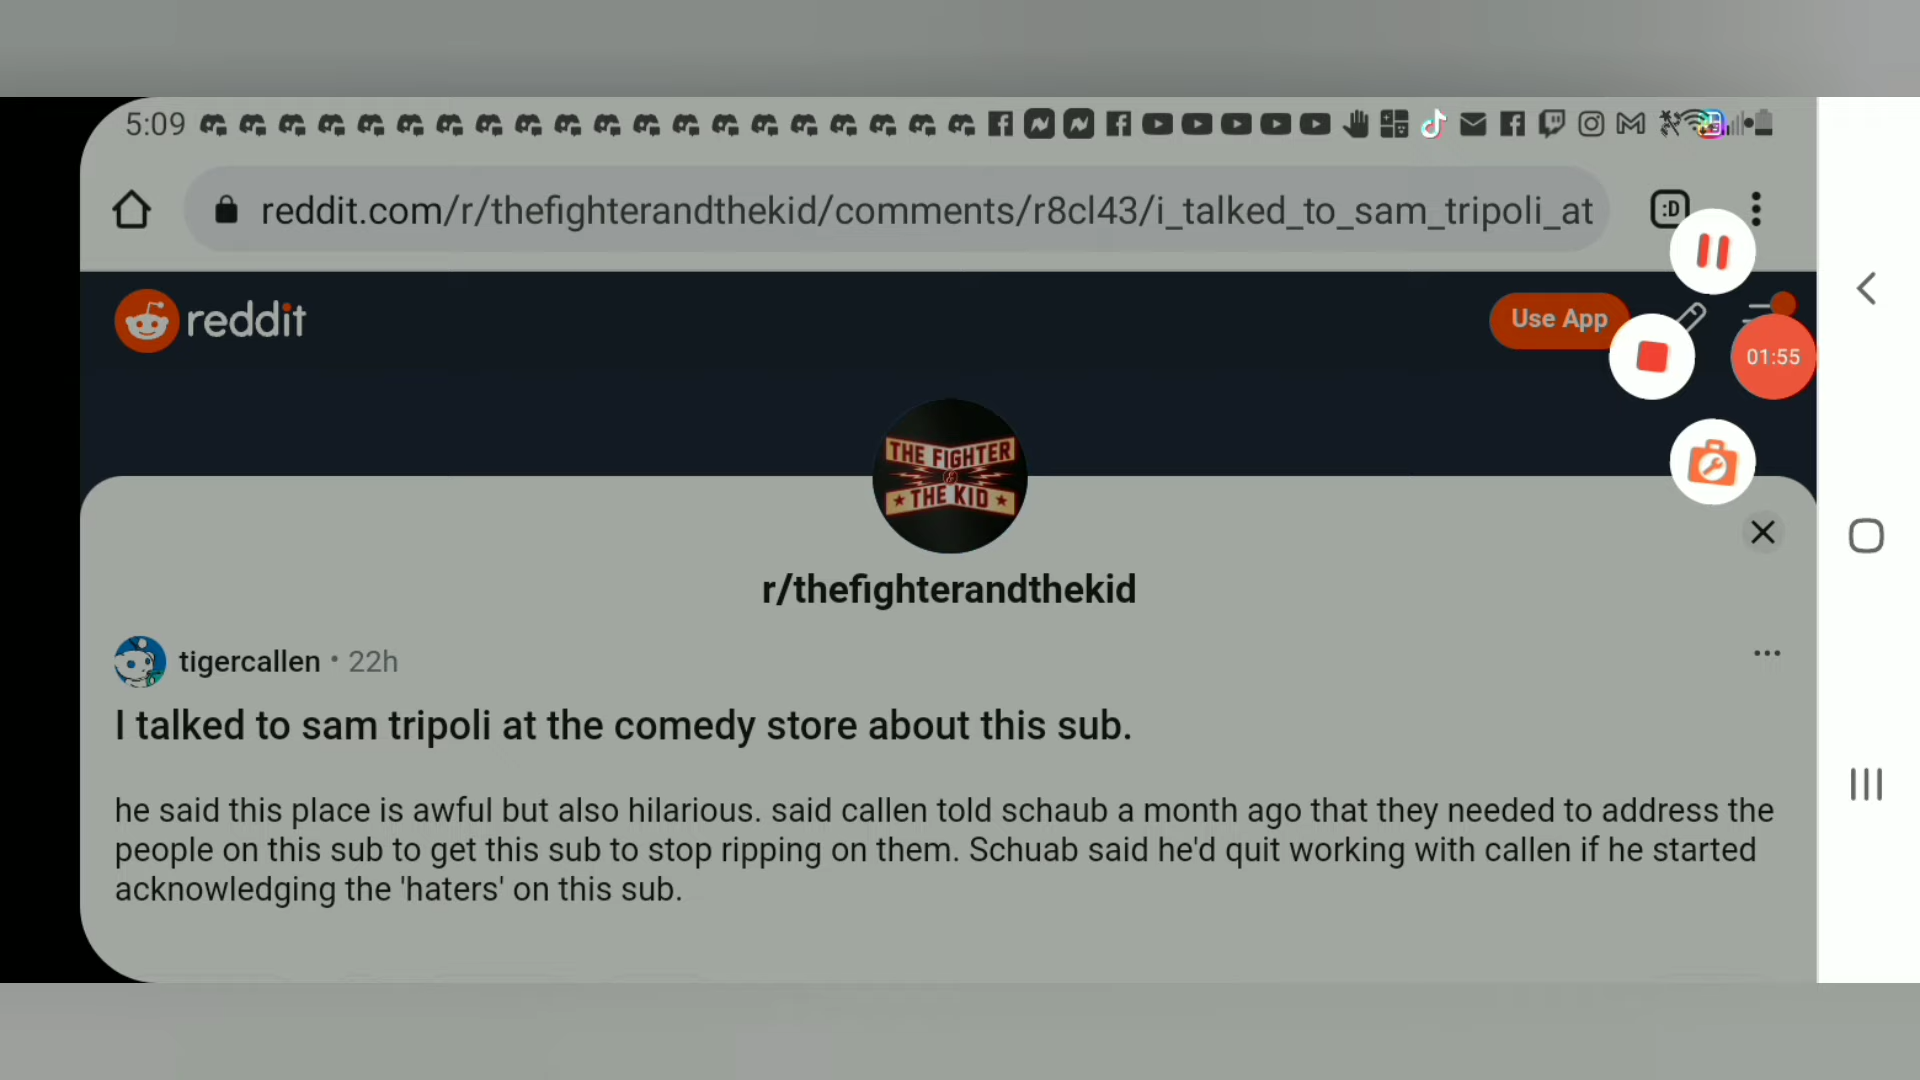 5:09
reddit.com/r/thefighterandthekid/comments/r8cl43/i_talked_to_sam_tripoli_at
:D
reddit
Use App
01:55
THE FIGHTER
&
THE KID
r/thefighterandthekid
tigercallen • 22h
I talked to sam tripoli at the comedy store about this sub.
he said this place is awful but also hilarious. said callen told schaub a month ago that they needed to address the
people on this sub to get this sub to stop ripping on them. Schuab said he'd quit working with callen if he started
acknowledging the 'haters' on this sub.